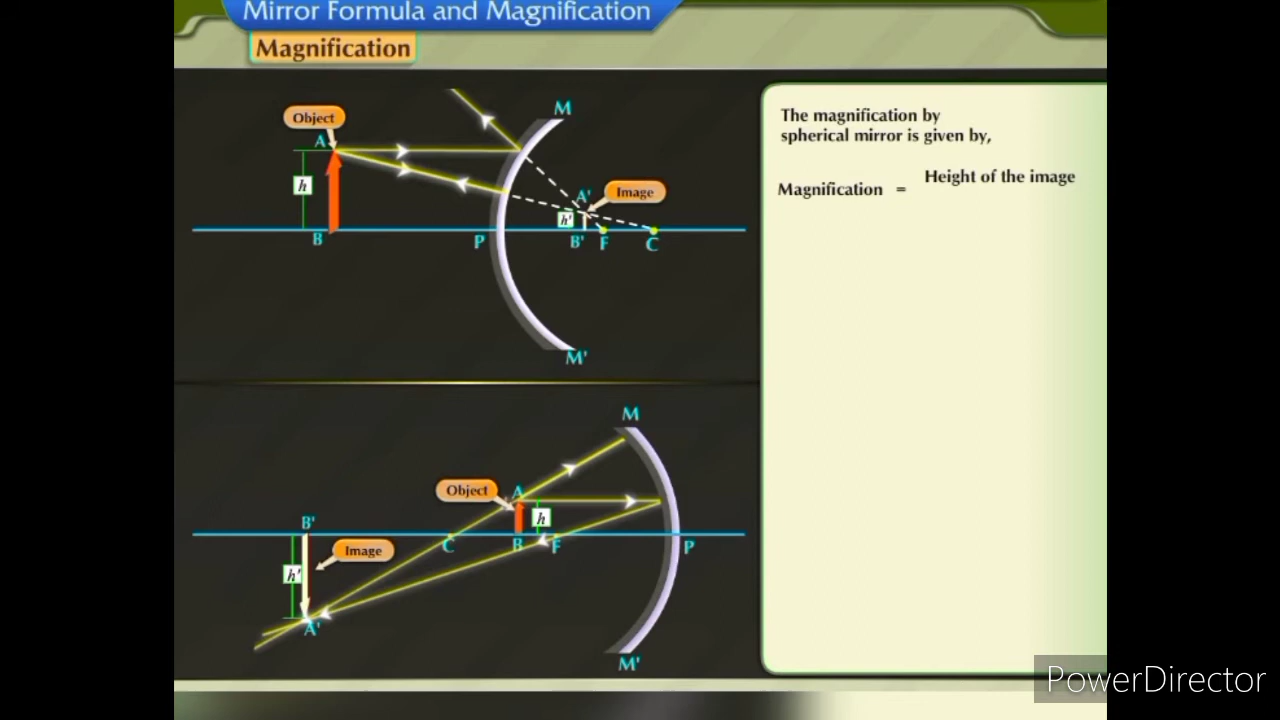 Mirror Formula and Magnification
Magnification
Object
M
A
h
A'
Image
h'
B
P
B'
F
C
M'
The magnification by
spherical mirror is given by,
Height of the image
Magnification =
M
Object
A
h
B'
C
B
F
P
Image
h'
A'
M'
PowerDirector